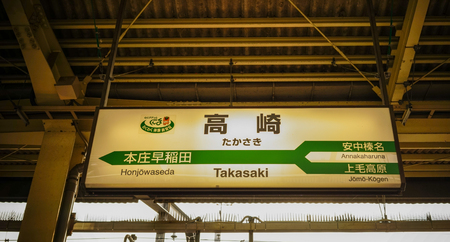 高崎
たかさき
本庄早稲田
Honjōwaseda
Takasaki
安中榛名
Annakaharuna
上毛高原
Jōmō-Kōgen